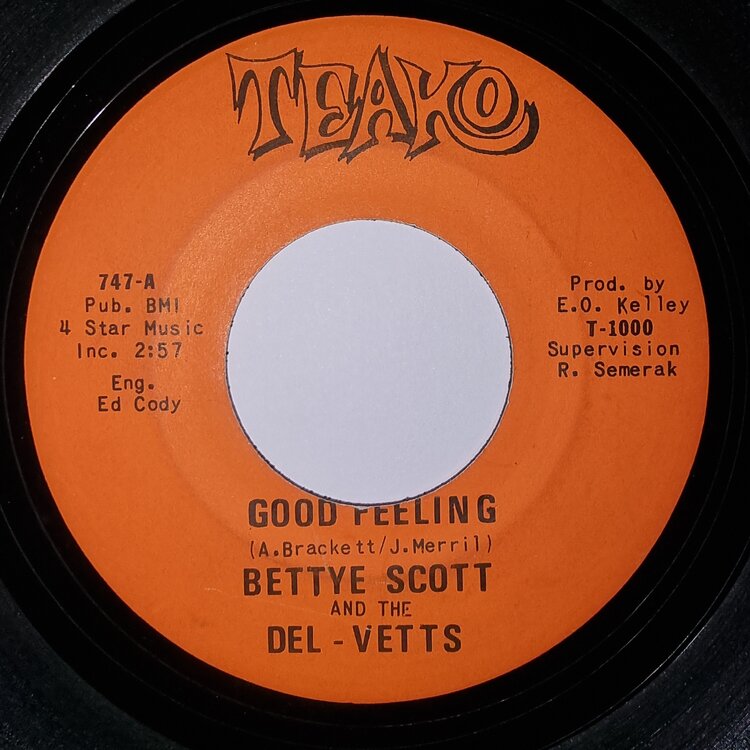 TEAKO
747-A
Pub. BMI
4 Star Music
Inc. 2:57
Eng.
Ed Cody
Prod. by
E.O. Kelley
T-1000
Supervision
R. Semerak
GOOD FEELING
(A.Brackett/J.Merril)
BETTYE SCOTT
AND THE
DEL-VETTS